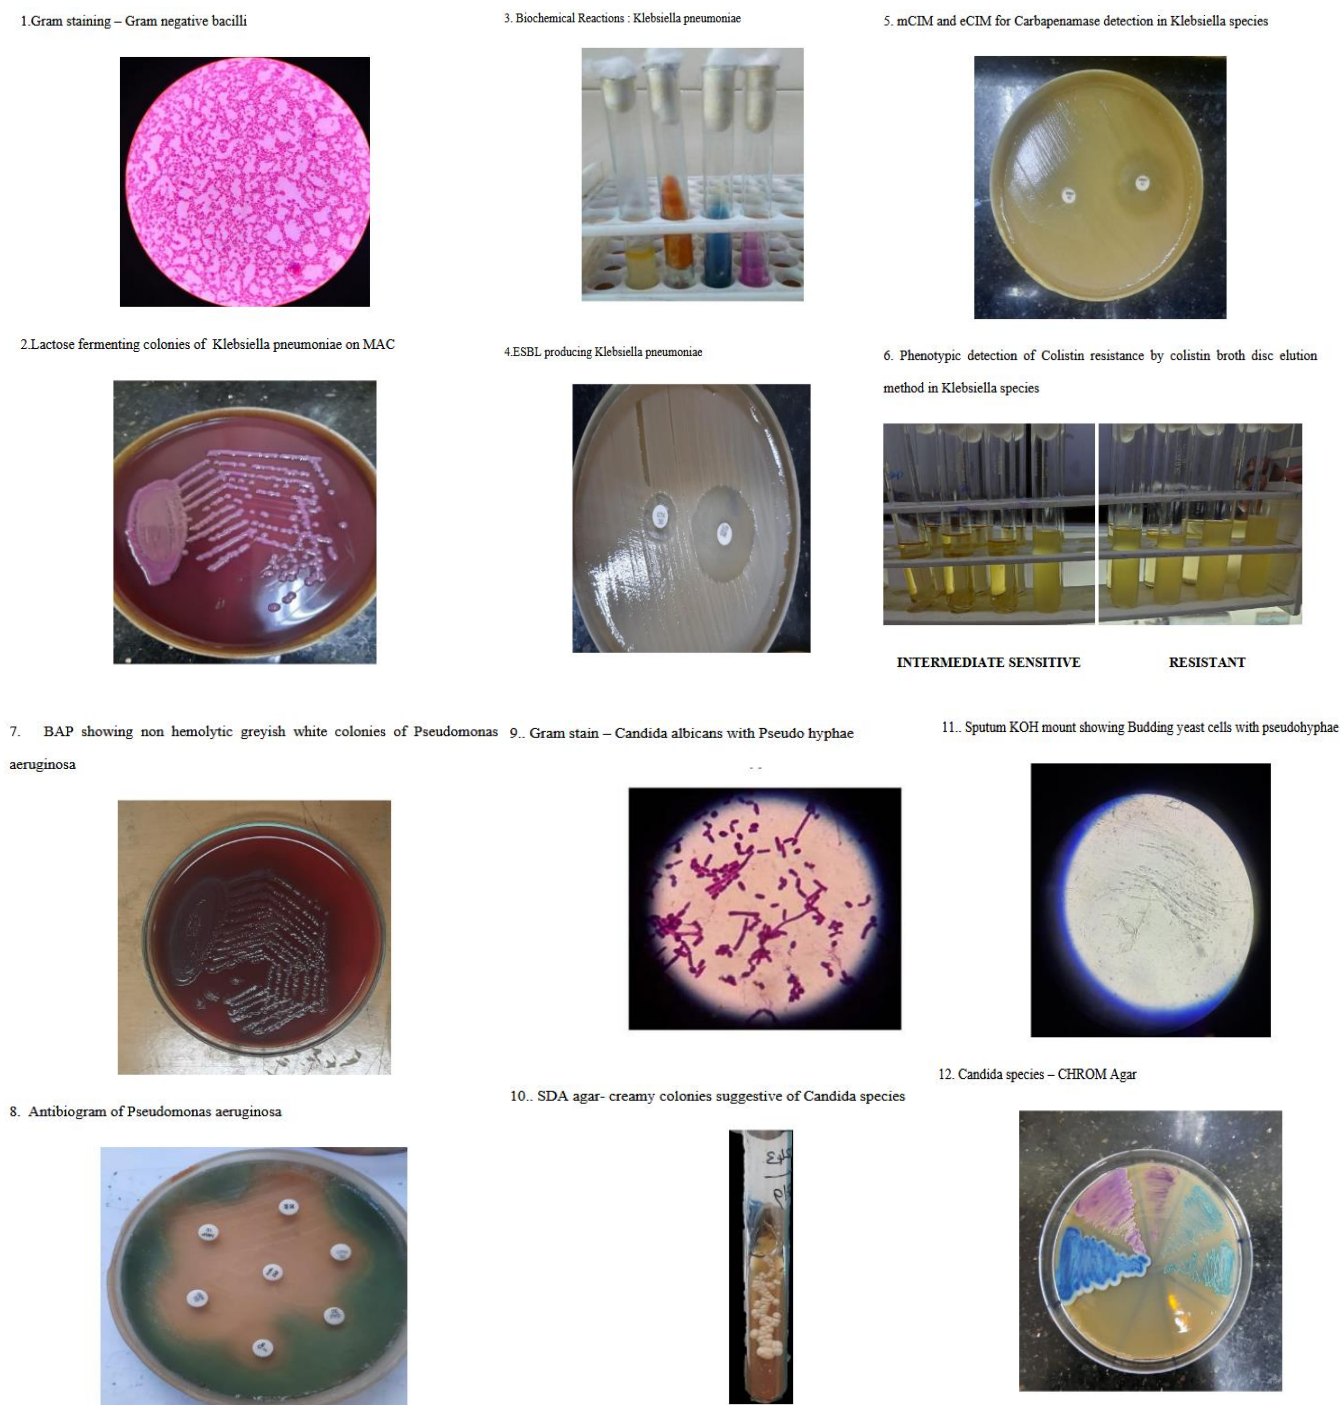 1.Gram staining – Gram negative bacilli
2.Lactose fermenting colonies of Klebsiella pneumoniae on MAC
3. Biochemical Reactions : Klebsiella pneumoniae
4.ESBL producing Klebsiella pneumoniae
5. mCIM and eCIM for Carbapenamase detection in Klebsiella species
6. Phenotypic detection of Colistin resistance by colistin broth disc elution
method in Klebsiella species
INTERMEDIATE SENSITIVE
RESISTANT
7. BAP showing non hemolytic greyish white colonies of Pseudomonas
aeruginosa
8. Antibiogram of Pseudomonas aeruginosa
9.. Gram stain – Candida albicans with Pseudo hyphae
10.. SDA agar- creamy colonies suggestive of Candida species
11.. Sputum KOH mount showing Budding yeast cells with pseudohyphae
12. Candida species – CHROM Agar